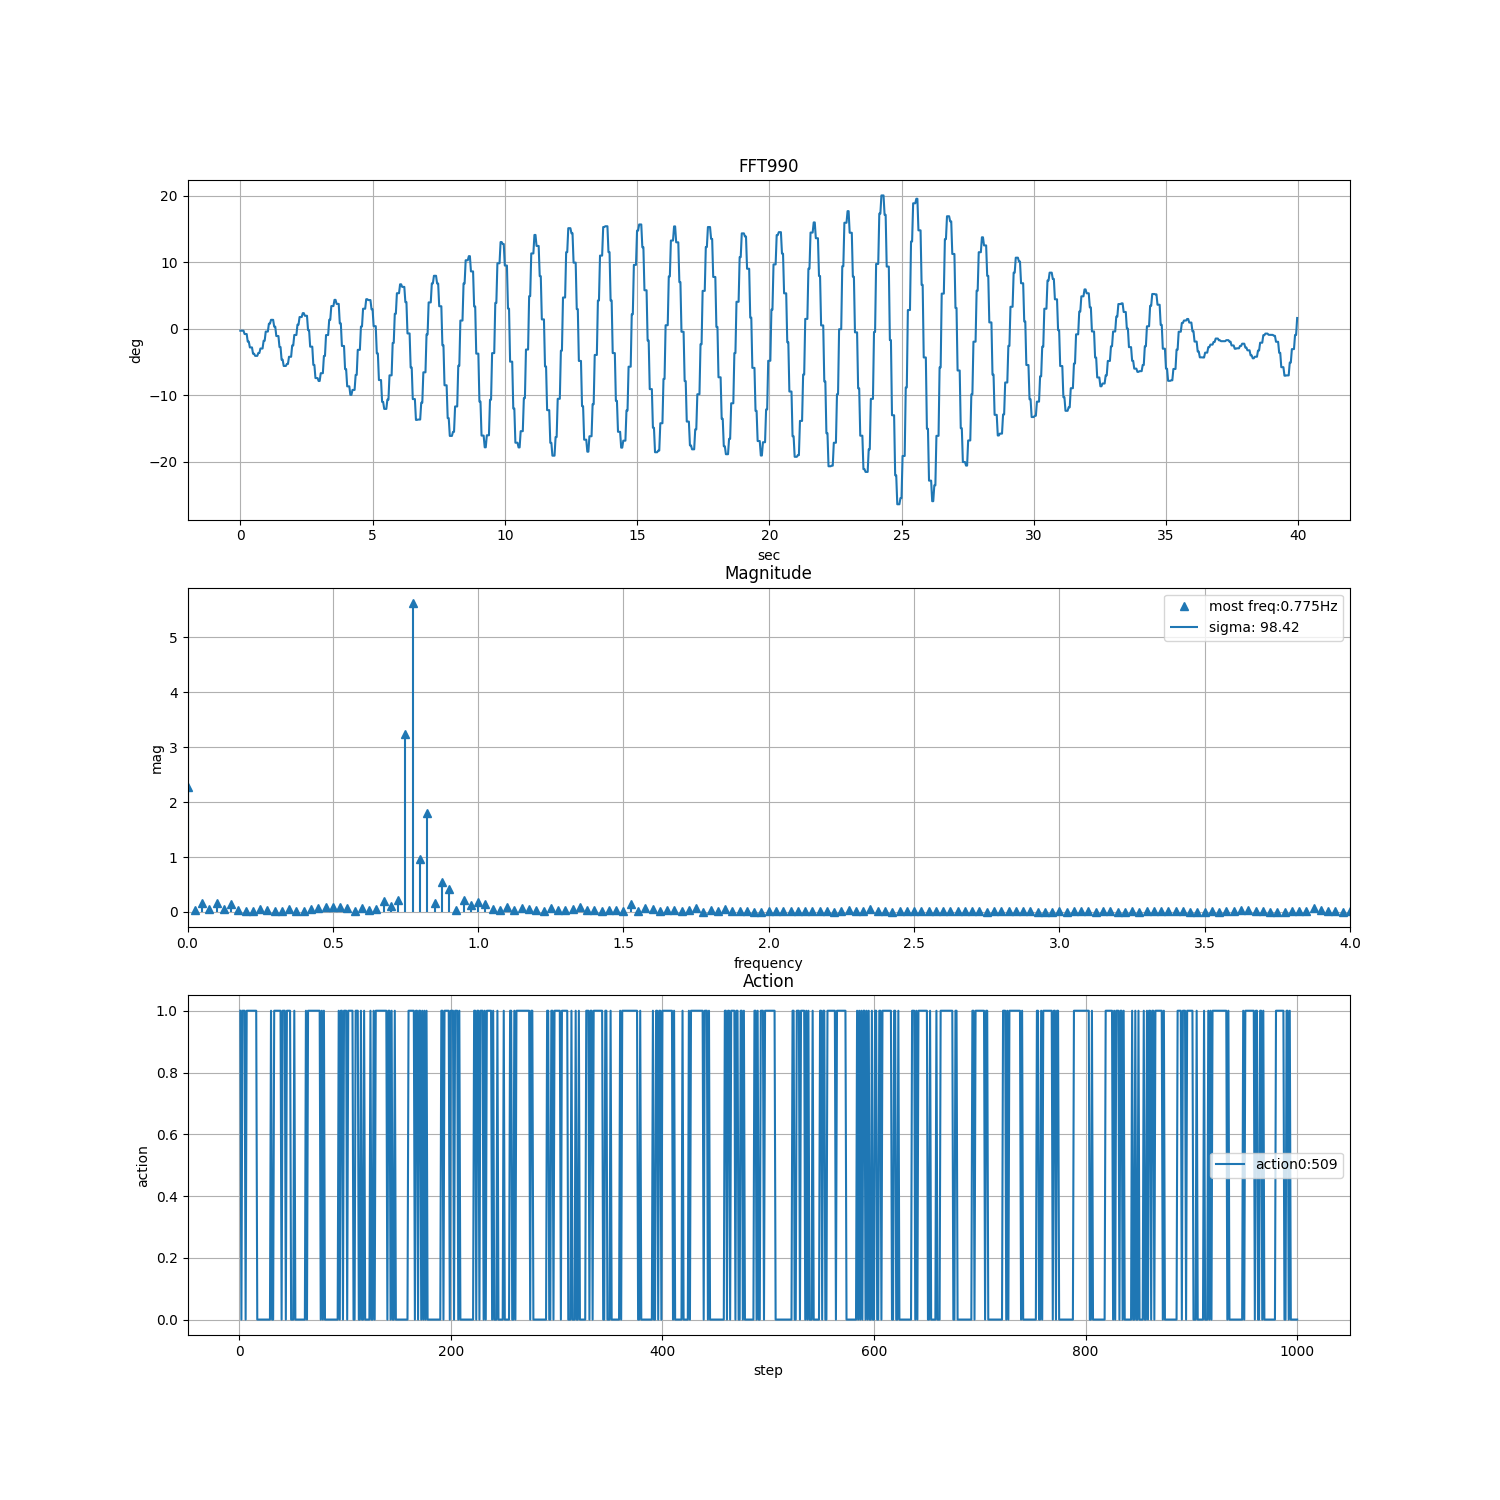 FFT990
20
10
0
−10
−20
deg
0 5 10 15 20 25 30 35 40
sec
Magnitude
most freq:0.775Hz
sigma: 98.42
5
4
3
2
1
0
mag
0.0 0.5 1.0 1.5 2.0 2.5 3.0 3.5 4.0
frequency
Action
1.0
0.8
0.6
0.4
0.2
0.0
action
action0:509
0 200 400 600 800 1000
step